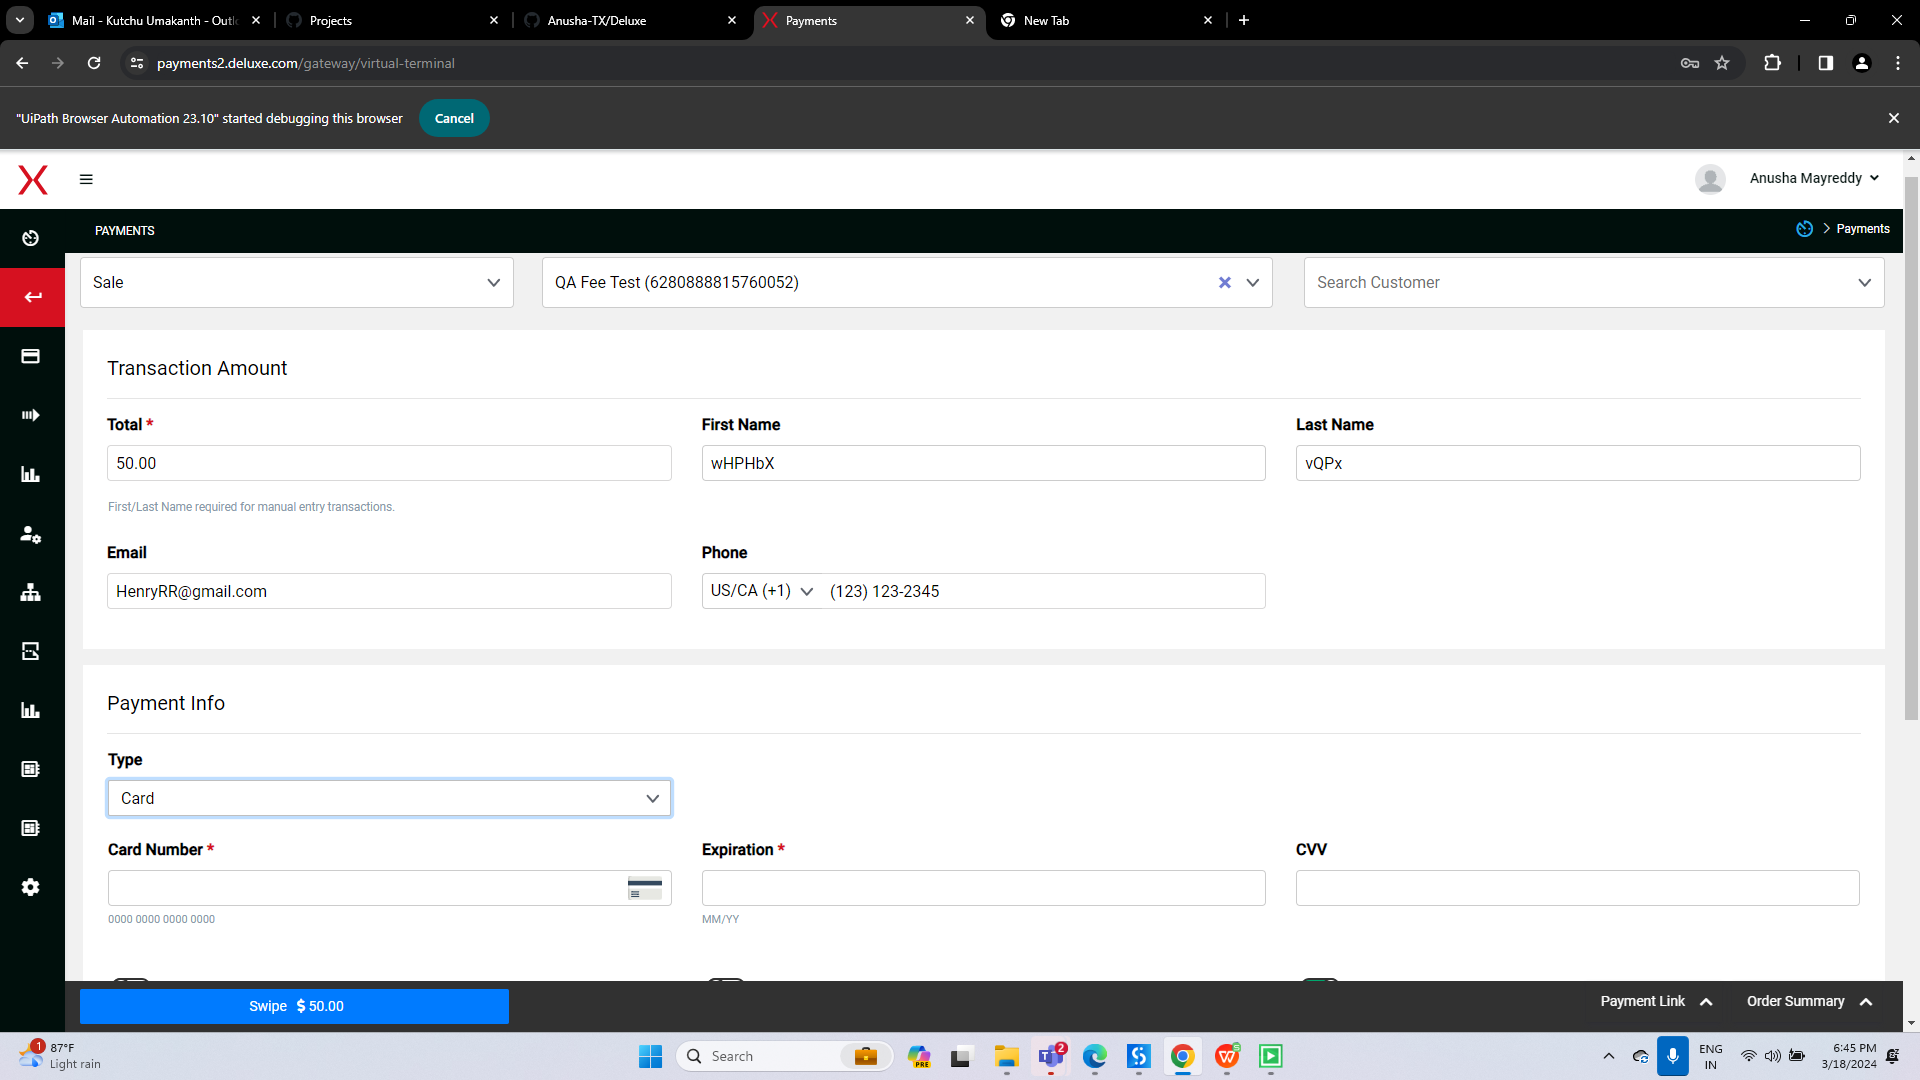 Mail - Kutchu Umakanth - Outl
Projects
Anusha-TX/Deluxe
Payments
New Tab
payments2.deluxe.com/gateway/virtual-terminal
"UiPath Browser Automation 23.10" started debugging this browser
Cancel
Anusha Mayreddy
PAYMENTS
Payments
Sale
QA Fee Test (6280888815760052)
Search Customer
Transaction Amount
Total *
First Name
Last Name
50.00
wHPHbX
vQPx
First/Last Name required for manual entry transactions.
Email
Phone
HenryRR@gmail.com
US/CA (+1)
(123) 123-2345
Payment Info
Type
Card
Card Number *
Expiration *
CVV
0000 0000 0000 0000
MM/YY
Swipe $ 50.00
Payment Link
Order Summary
1
87°F
Light rain
Search
PRE
2
ENG
IN
6:45 PM
3/18/2024